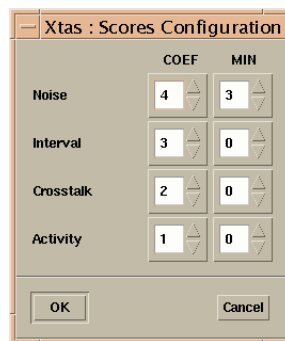 Xtas : Scores Configuration
COEF MIN
Noise 4 3
Interval 3 0
Crosstalk 2 0
Activity 1 0
OK Cancel